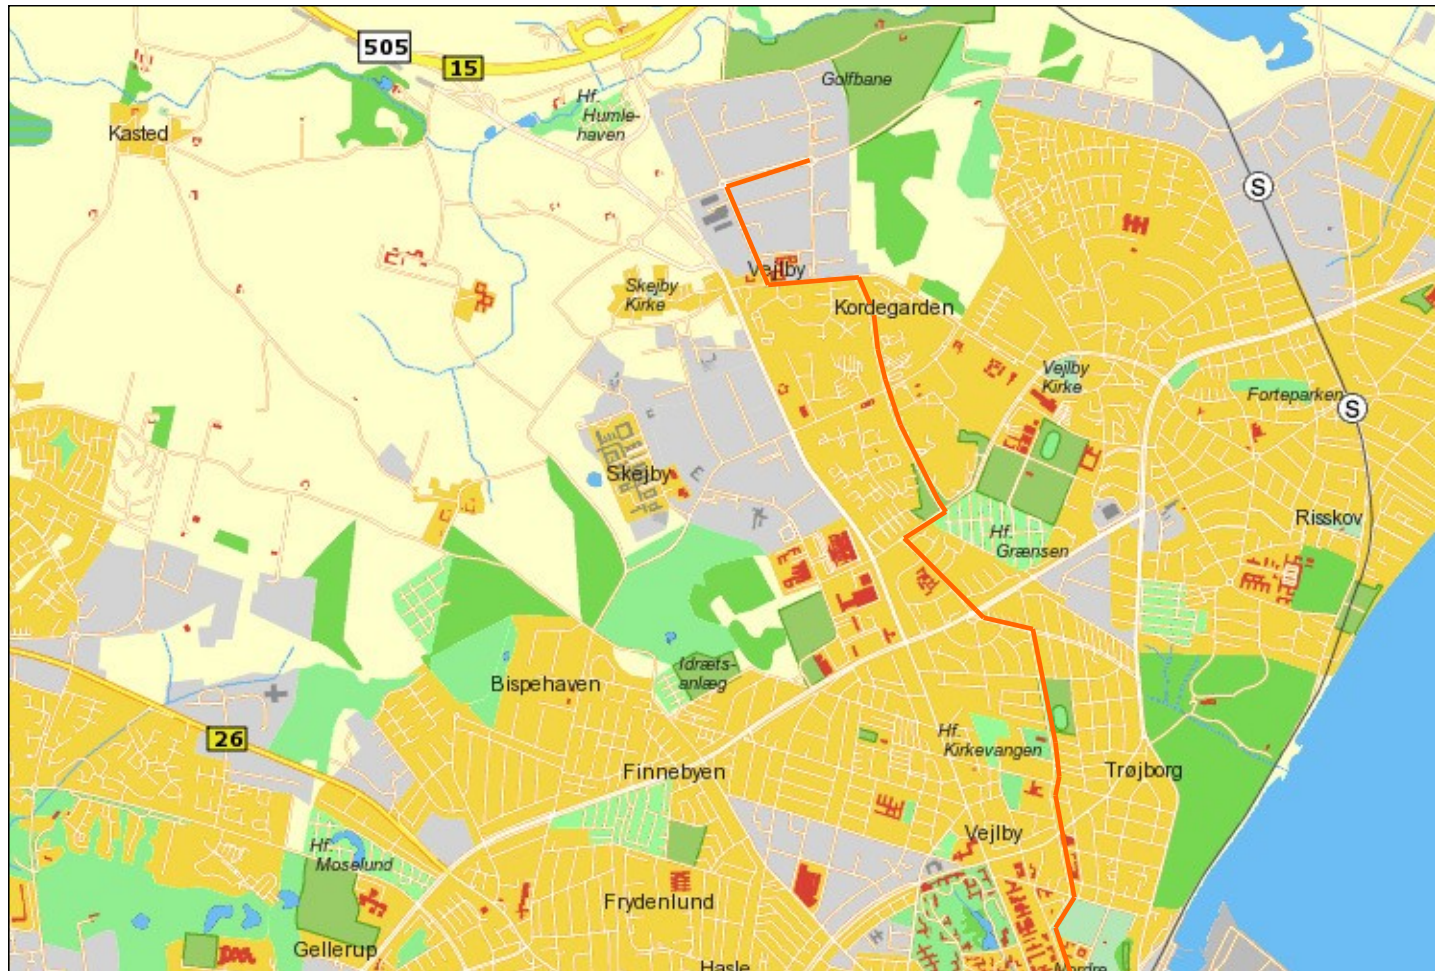 505
15
Golfbane
Hf.
Humle-
haven
Kasted
S
Vejlby
Skejby
Kirke
Kordegarden
Vejlby
Kirke
Forteparken
S
Skejby
Risskov
Hf.
Grænsen
Idræts-
anlæg
Bispehaven
26
Hf.
Kirkevangen
Finnebyen
Trøjborg
Vejlby
Hf.
Moselund
Frydenlund
Gellerup
Hasle
Nordre